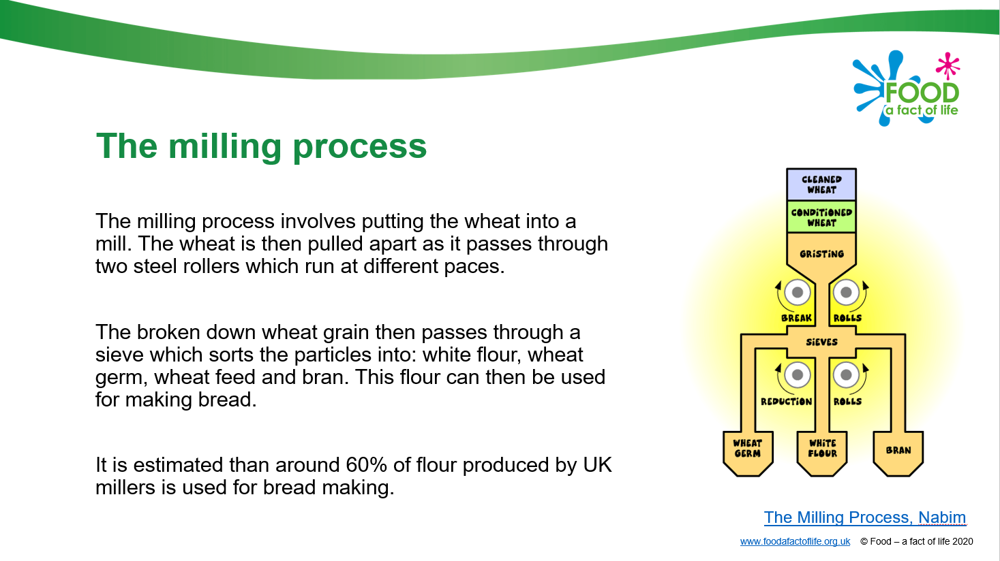 FOOD
a fact of life
The milling process
The milling process involves putting the wheat into a
mill. The wheat is then pulled apart as it passes through
two steel rollers which run at different paces.
The broken down wheat grain then passes through a
sieve which sorts the particles into: white flour, wheat
germ, wheat feed and bran. This flour can then be used
for making bread.
It is estimated than around 60% of flour produced by UK
millers is used for bread making.
CLEANED
WHEAT
CONDiTiONED
WHEAT
GRiSTiNG
BREAK ROLLS
SiEVES
REDUCTiON ROLLS
WHEAT
GERM
WHiTE
FLOUR
BRAN
The Milling Process, Nabim
www.foodafactoflife.org.uk © Food – a fact of life 2020